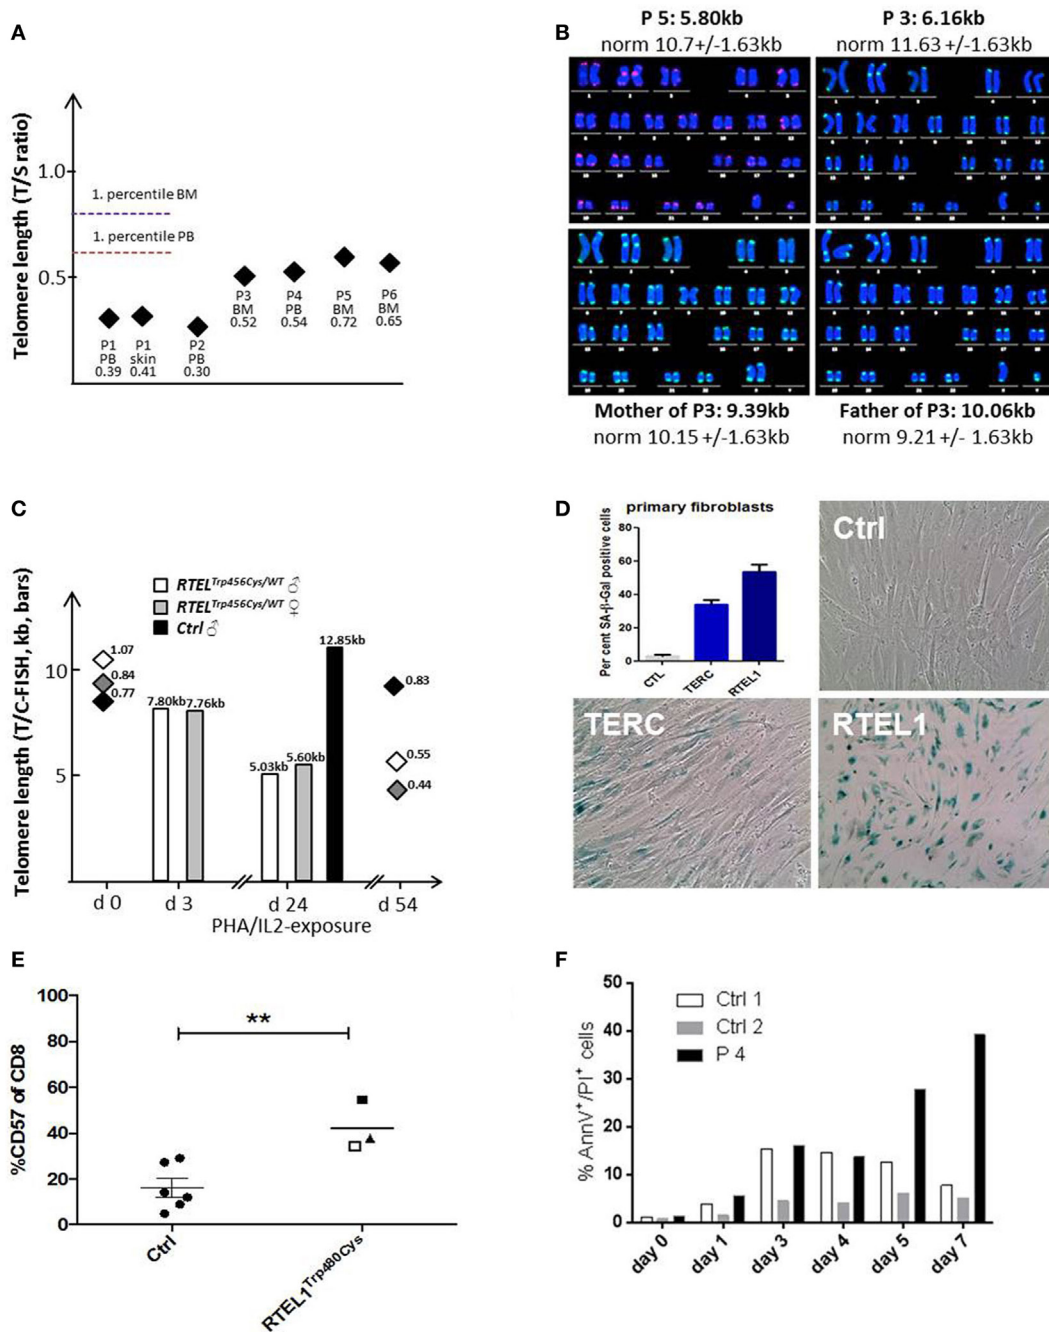 A
Telomere length (T/S ratio)
1.0
1. percentile BM
1. percentile PB
0.5
P1 PB 0.39
P1 skin 0.41
P2 PB 0.30
P3 BM 0.52
P4 PB 0.54
P5 BM 0.72
P6 BM 0.65
B
P 5: 5.80kb
norm 10.7+/-1.63kb
P 3: 6.16kb
norm 11.63 +/-1.63kb
Mother of P3: 9.39kb
norm 10.15 +/-1.63kb
Father of P3: 10.06kb
norm 9.21 +/- 1.63kb
C
Telomere length (T/C-FISH, kb, bars)
RTEL Trp456Cys/WT ♂
RTEL Trp456Cys/WT ♀
Ctrl ♂
10
5
1.07
0.84
0.77
7.80kb
7.76kb
5.03kb
5.60kb
12.85kb
0.83
0.55
0.44
d 0
d 3
d 24
d 54
PHA/IL2-exposure
D
primary fibroblasts
Per cent SA-β-Gal positive cells
80
60
40
20
0
CTL
TERC
RTEL1
Ctrl
TERC
RTEL1
E
%CD57 of CD8
100
80
60
40
20
0
**
Ctrl
RTEL1 Trp480Cys
F
% AnnV+/PI+ cells
50
40
30
20
10
0
Ctrl 1
Ctrl 2
P 4
day 0
day 1
day 3
day 4
day 5
day 7